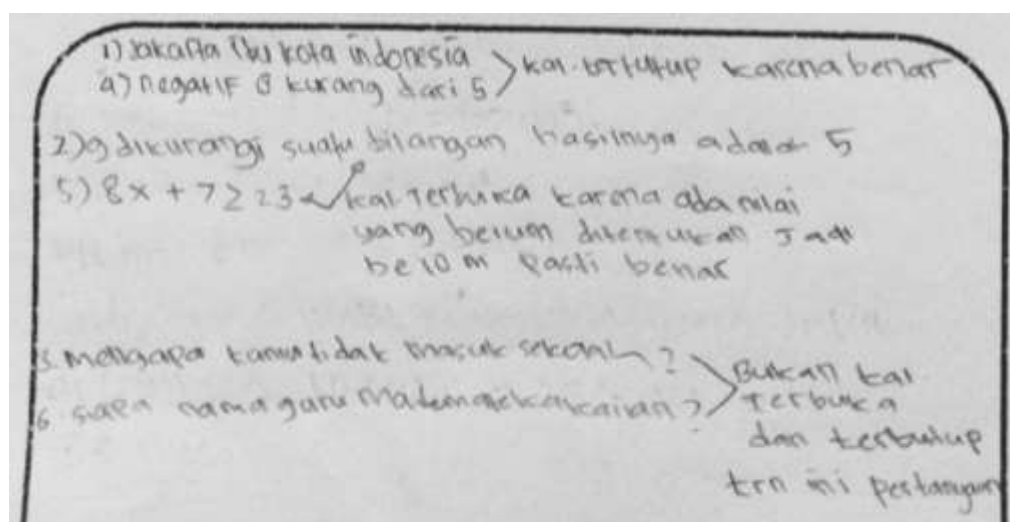 1) Jakarta Ibu kota indonesia
4) negatif 8 kurang dari 5
kal. tertutup karena benar
2) 9 dikurangi suatu bilangan hasilnya adalah 5
5) 8x + 7 ≥ 23
kal. Terbuka karena ada nilai
yang belum ditemukan Jadi
belom Pasti benar
3. Mengapa kamu tidak masuk sekolah ?
6. siapa nama guru Matematika kalian ?
Bukan kal.
Terbuka
dan terbutup
krn ini pertanyaan